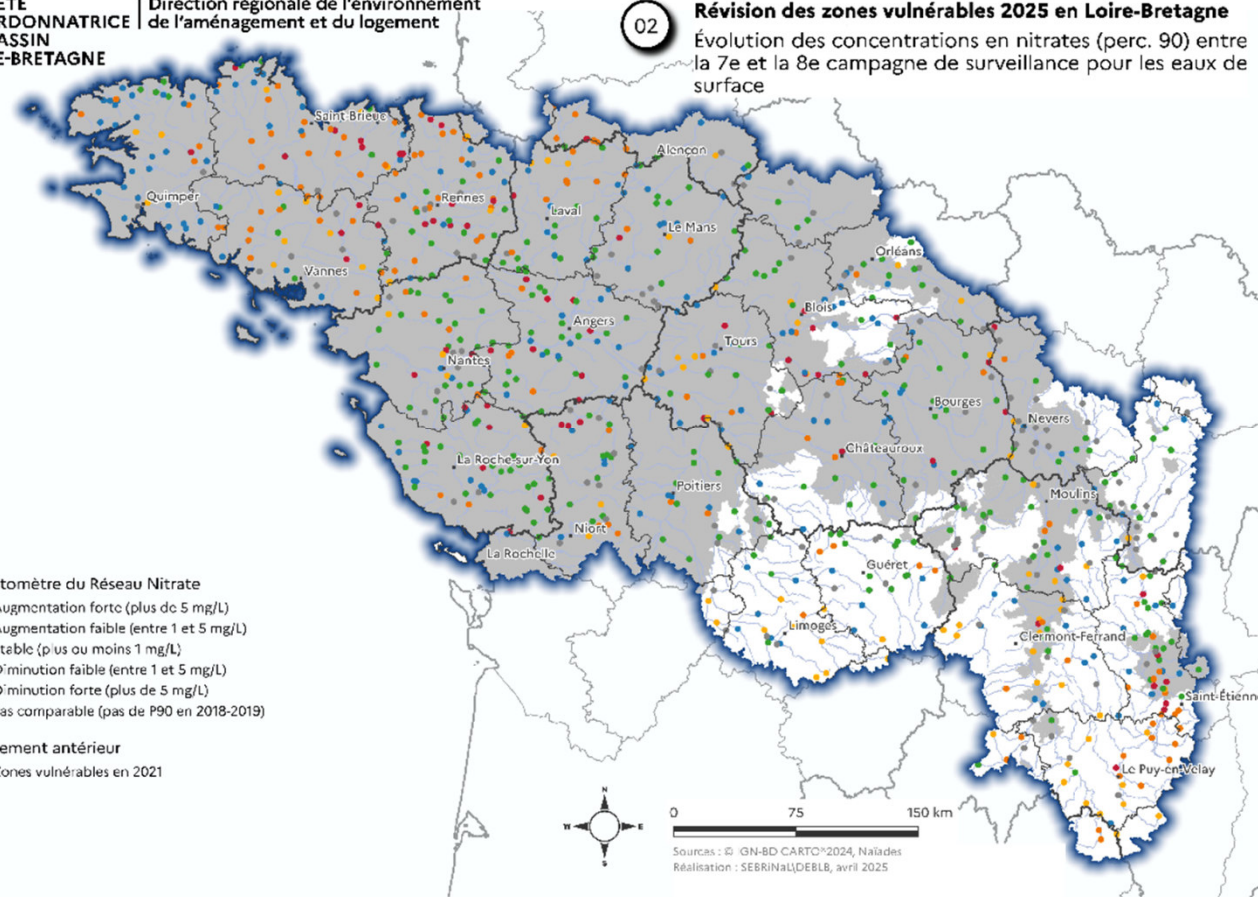 ÈTE
RDONNATRICE
ASSIN
E-BRETAGNE
Direction régionale de l'environnement
de l'aménagement et du logement
02
Révision des zones vulnérables 2025 en Loire-Bretagne
Évolution des concentrations en nitrates (perc. 90) entre
la 7e et la 8e campagne de surveillance pour les eaux de
surface
Saint-Brieuc
Alençon
Quimper
Rennes
Laval
Le Mans
Orléans
Vannes
Blois
Angers
Tours
Nantes
Bourges
Nevers
Châteauroux
La Roche-sur-Yon
Poitiers
Moulins
Niort
La Rochelle
Guéret
Limoges
Clermont-Ferrand
Saint-Étienne
Le Puy-en-Velay
tomètre du Réseau Nitrate
Augmentation forte (plus de 5 mg/L)
Augmentation faible (entre 1 et 5 mg/L)
table (plus ou moins 1 mg/L)
Diminution faible (entre 1 et 5 mg/L)
Diminution forte (plus de 5 mg/L)
as comparable (pas de P90 en 2018-2019)
ement antérieur
Zones vulnérables en 2021
N
W E
S
0 75 150 km
Sources : © IGN-BD CARTO®2024, Naïades
Réalisation : SEBRiNaL\DEBLB, avril 2025